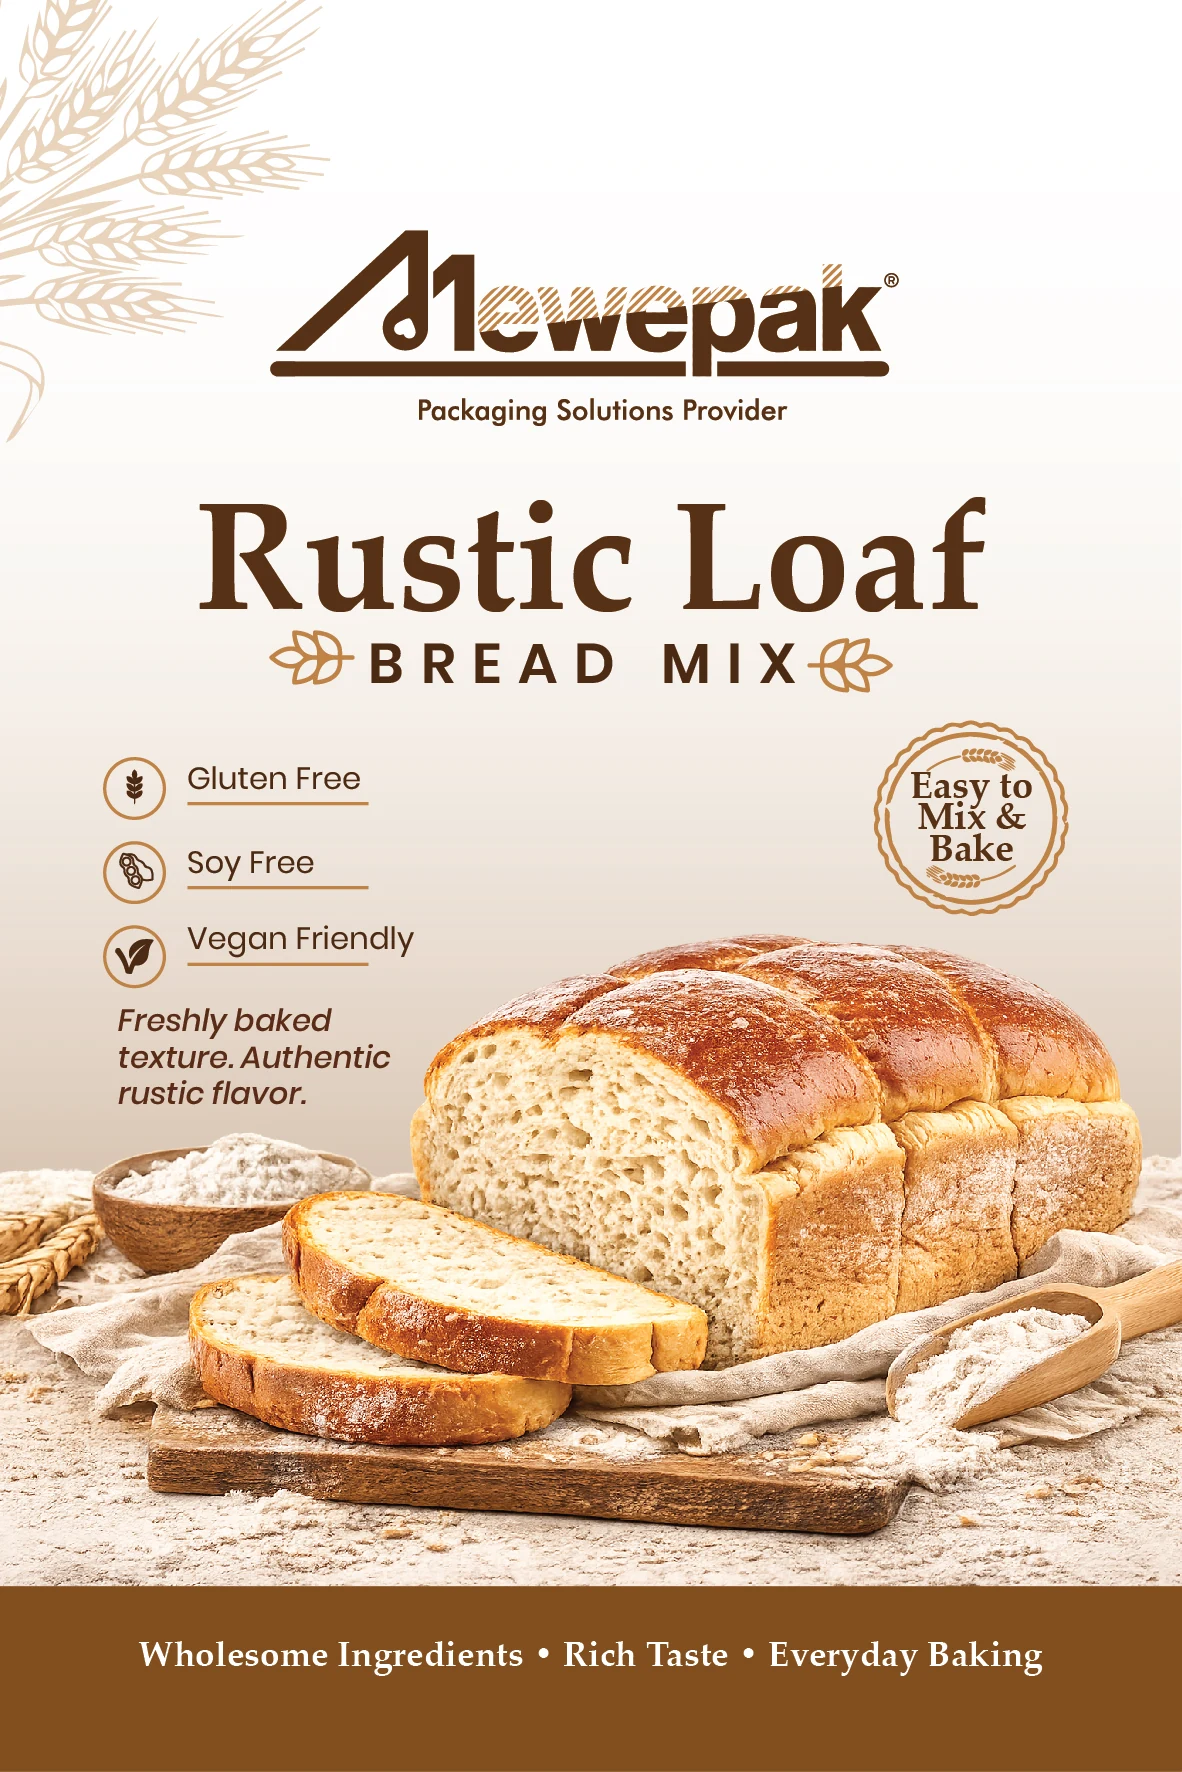 Mewepak®
Packaging Solutions Provider
Rustic Loaf
BREAD MIX
Gluten Free
Soy Free
Vegan Friendly
Easy to
Mix &
Bake
Freshly baked
texture. Authentic
rustic flavor.
Wholesome Ingredients • Rich Taste • Everyday Baking